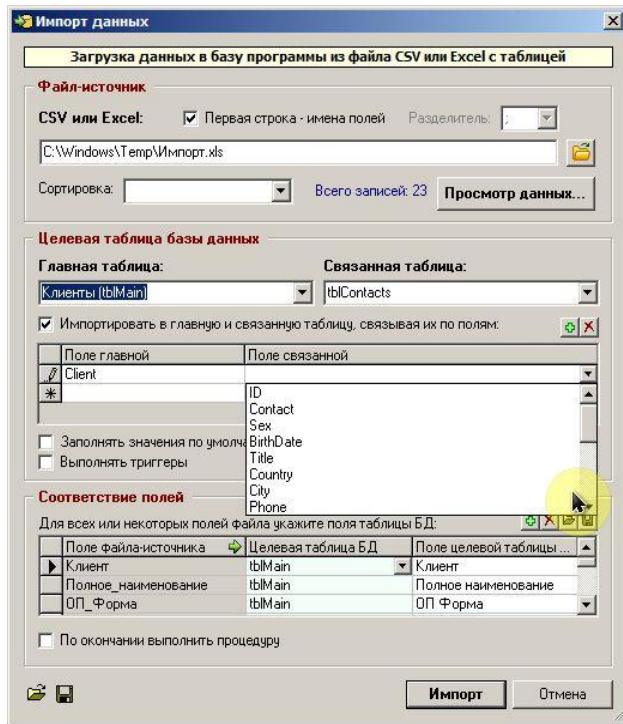 Импорт данных
Загрузка данных в базу программы из файла CSV или Excel с таблицей
Файл-источник
CSV или Excel: Первая строка - имена полей Разделитель: ;
C:\Windows\Temp\Импорт.xls
Сортировка: Всего записей: 23 Просмотр данных...
Целевая таблица базы данных
Главная таблица: Связанная таблица:
Клиенты (tblMain) tblContacts
Импортировать в главную и связанную таблицу, связывая их по полям:
Поле главной Поле связанной
Client
ID
Contact
Sex
Заполнять значения по умолча BirthDate
Выполнять триггеры Title
Country
City
Phone
Соответствие полей
Для всех или некоторых полей файла укажите поля таблицы БД:
Поле файла-источника Целевая таблица БД Поле целевой таблицы ...
Клиент tblMain Клиент
Полное_наименование tblMain Полное наименование
ОП_Форма tblMain ОП Форма
По окончании выполнить процедуру
Импорт Отмена